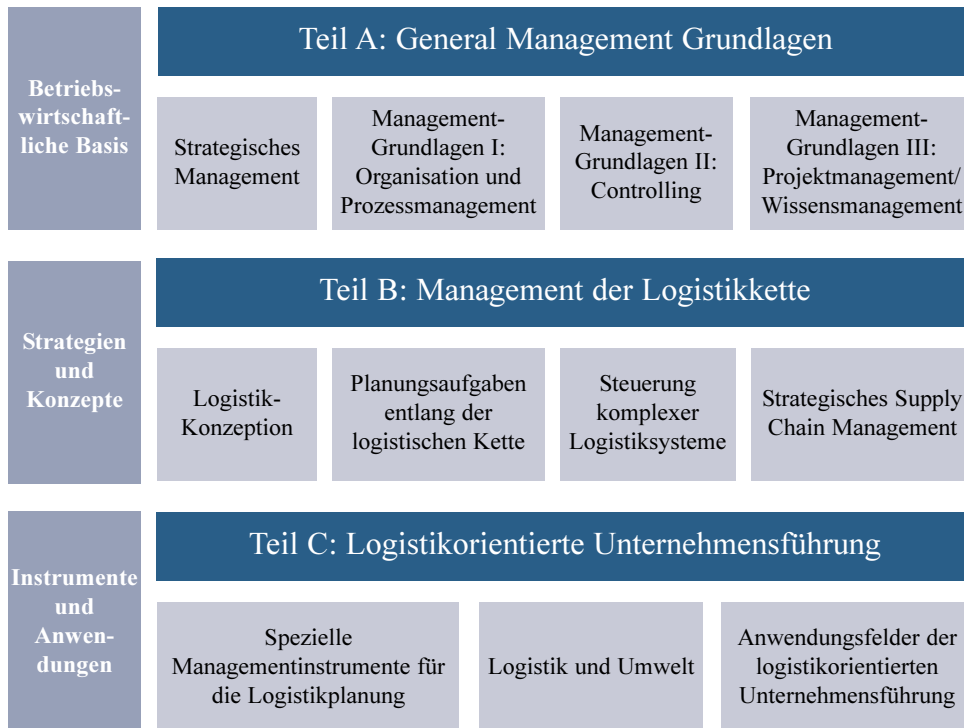 Betriebs-
wirtschaft-
liche Basis
Teil A: General Management Grundlagen
Strategisches
Management
Management-
Grundlagen I:
Organisation und
Prozessmanagement
Management-
Grundlagen II:
Controlling
Management-
Grundlagen III:
Projektmanagement/
Wissensmanagement
Strategien
und
Konzepte
Teil B: Management der Logistikkette
Logistik-
Konzeption
Planungsaufgaben
entlang der
logistischen Kette
Steuerung
komplexer
Logistiksysteme
Strategisches Supply
Chain Management
Instrumente
und
Anwen-
dungen
Teil C: Logistikorientierte Unternehmensführung
Spezielle
Managementinstrumente für
die Logistikplanung
Logistik und Umwelt
Anwendungsfelder der
logistikorientierten
Unternehmensführung